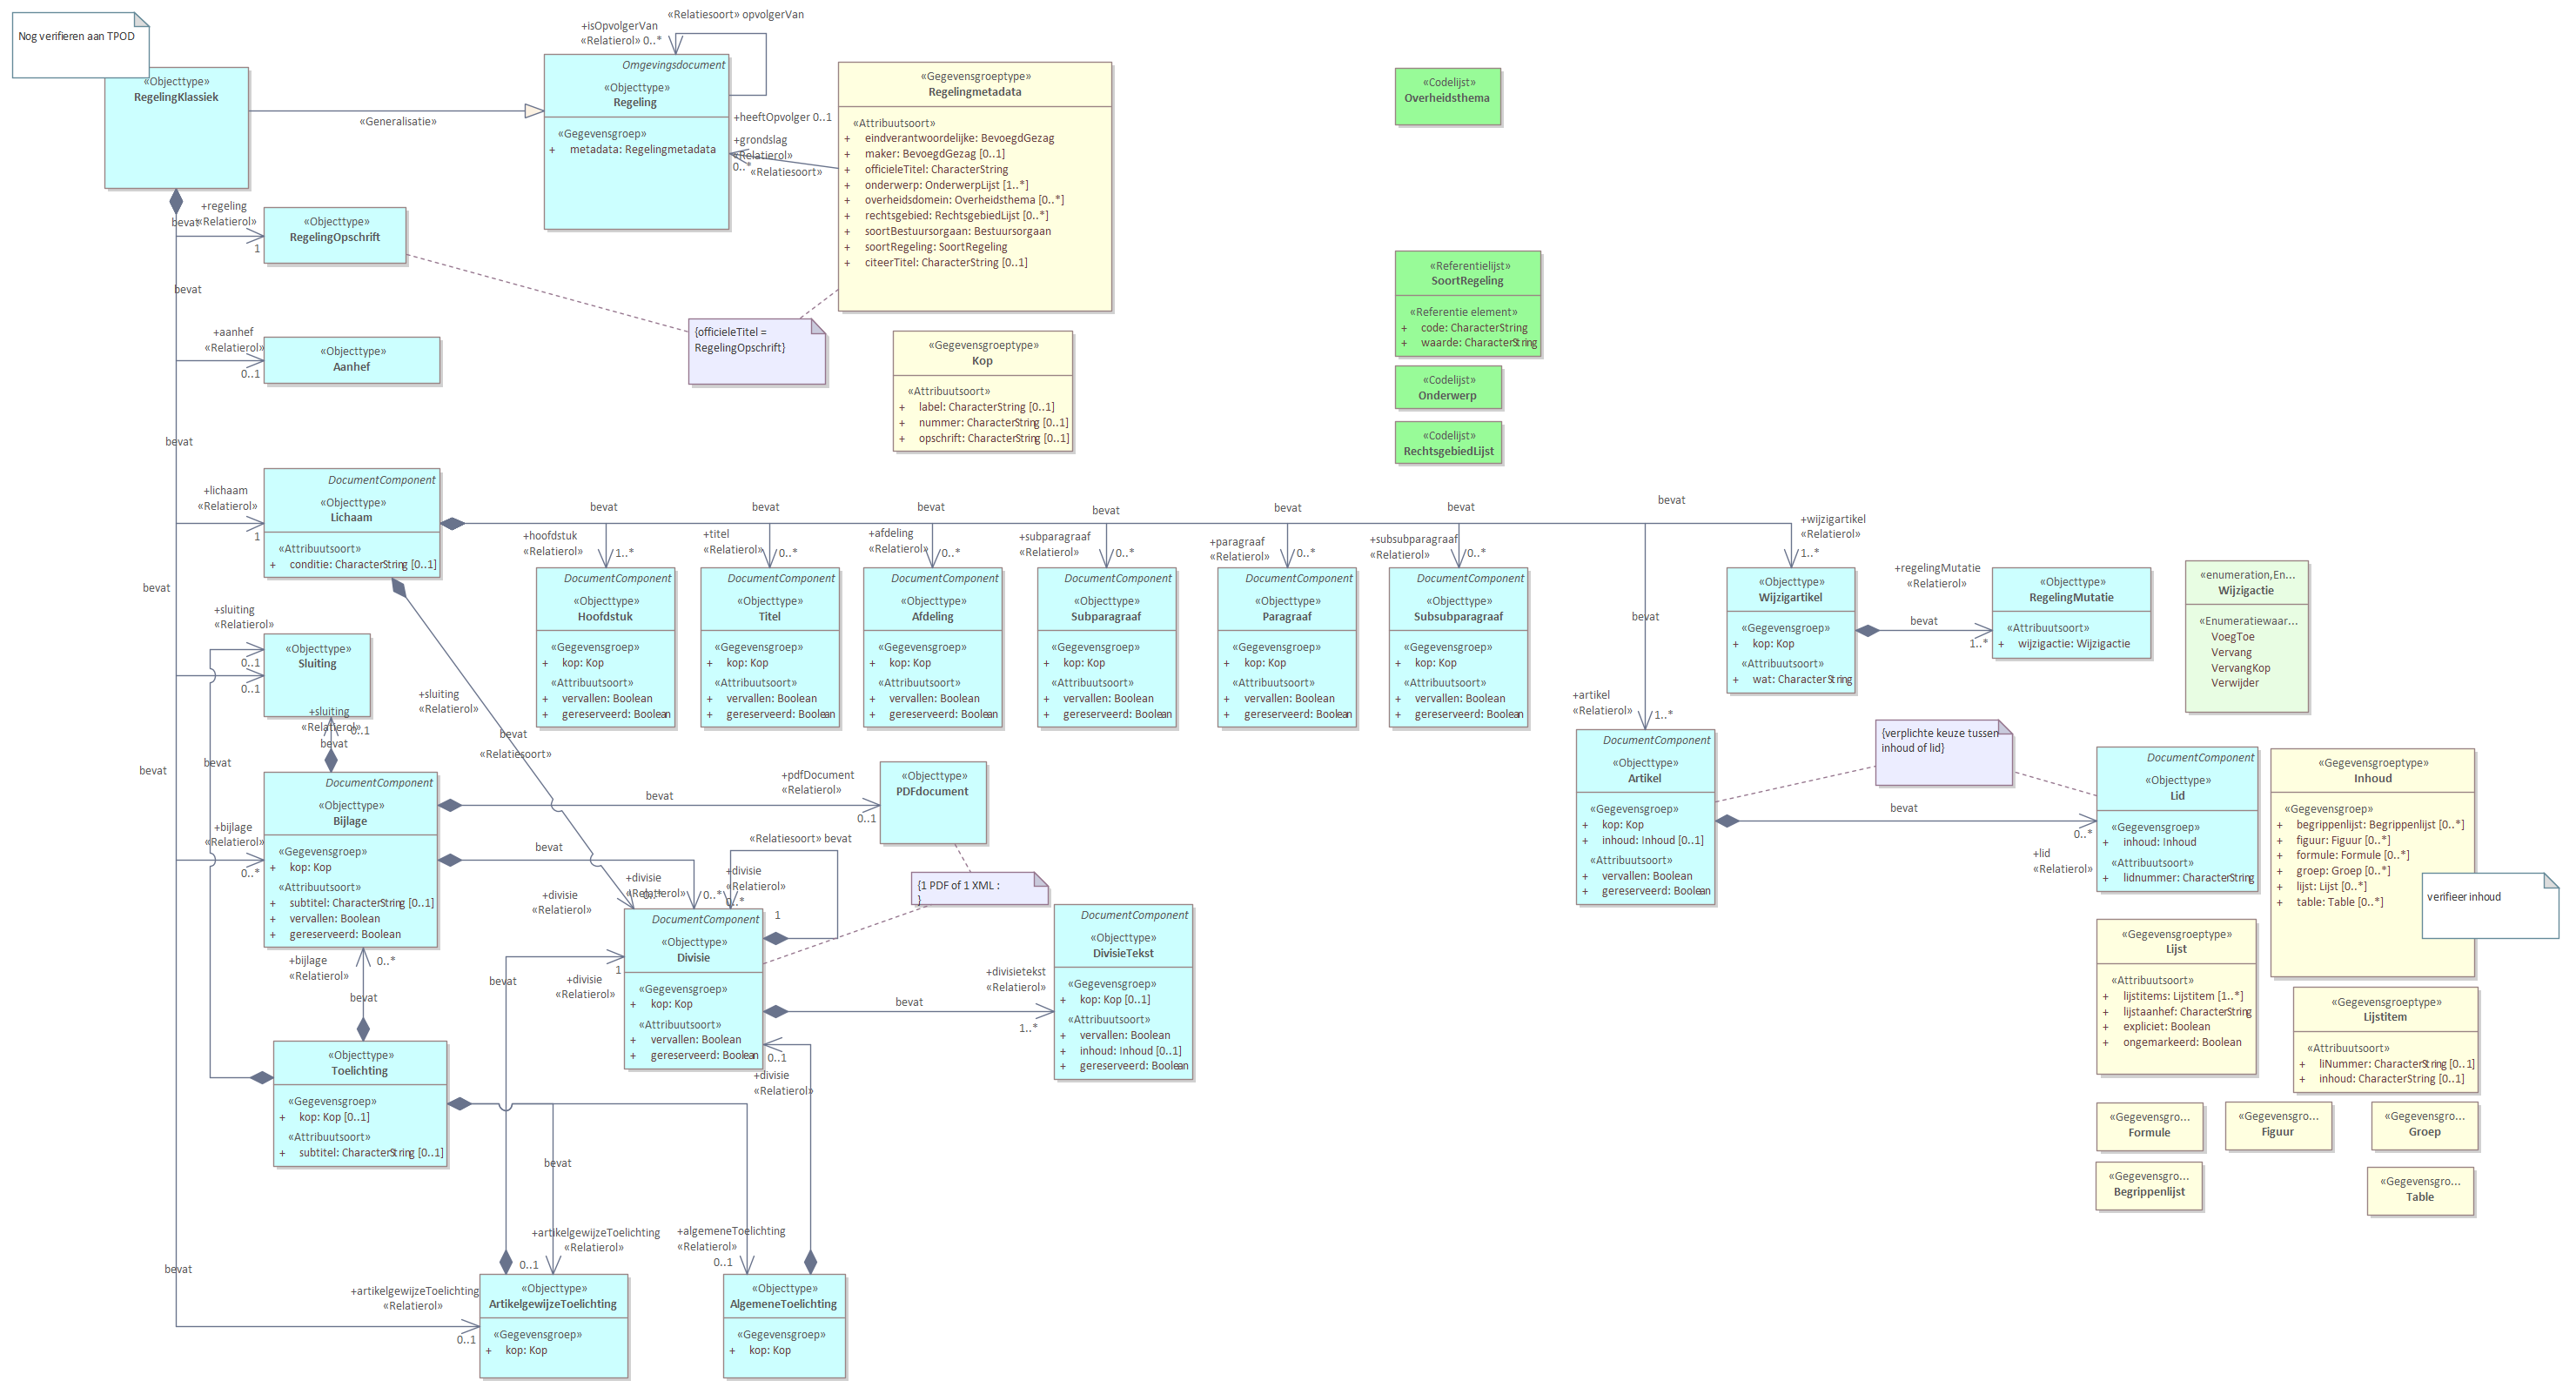 Nog verifieren aan TPOD
«Objecttype»
RegelingKlassiek
«Generalisatie»
«Relatiesoort» opvolgerVan
+isOpvolgerVan
«Relatierol» 0..*
Omgevingsdocument
«Objecttype»
Regeling
«Gegevensgroep»
+ metadata: Regelingmetadata
+heeftOpvolger 0..1
+grondslag
«Relatierol»
0..*
«Relatiesoort»
«Gegevensgroeptype»
Regelingmetadata
«Attribuutsoort»
+ eindverantwoordelijke: BevoegdGezag
+ maker: BevoegdGezag [0..1]
+ officieleTitel: CharacterString
+ onderwerp: OnderwerpLijst [1..*]
+ overheidsdomein: Overheidsthema [0..*]
+ rechtsgebied: RechtsgebiedLijst [0..*]
+ soortBestuursorgaan: Bestuursorgaan
+ soortRegeling: SoortRegeling
+ citeerTitel: CharacterString [0..1]
«Codelijst»
Overheidsthema
«Referentielijst»
SoortRegeling
«Referentie element»
+ code: CharacterString
+ waarde: CharacterString
«Codelijst»
Onderwerp
«Codelijst»
RechtsgebiedLijst
bevat
+regeling
«Relatierol»
1
«Objecttype»
RegelingOpschrift
{officieleTitel =
RegelingOpschrift}
«Gegevensgroeptype»
Kop
«Attribuutsoort»
+ label: CharacterString [0..1]
+ nummer: CharacterString [0..1]
+ opschrift: CharacterString [0..1]
bevat
+aanhef
«Relatierol»
0..1
«Objecttype»
Aanhef
bevat
+lichaam
«Relatierol»
1
DocumentComponent
«Objecttype»
Lichaam
«Attribuutsoort»
+ conditie: CharacterString [0..1]
bevat
+hoofdstuk
«Relatierol»
1..*
DocumentComponent
«Objecttype»
Hoofdstuk
«Gegevensgroep»
+ kop: Kop
«Attribuutsoort»
+ vervallen: Boolean
+ gereserveerd: Boolean
bevat
+titel
«Relatierol»
0..*
DocumentComponent
«Objecttype»
Titel
«Gegevensgroep»
+ kop: Kop
«Attribuutsoort»
+ vervallen: Boolean
+ gereserveerd: Boolean
bevat
+afdeling
«Relatierol»
0..*
DocumentComponent
«Objecttype»
Afdeling
«Gegevensgroep»
+ kop: Kop
«Attribuutsoort»
+ vervallen: Boolean
+ gereserveerd: Boolean
bevat
+subparagraaf
«Relatierol»
0..*
DocumentComponent
«Objecttype»
Subparagraaf
«Gegevensgroep»
+ kop: Kop
«Attribuutsoort»
+ vervallen: Boolean
+ gereserveerd: Boolean
bevat
+paragraaf
«Relatierol»
0..*
DocumentComponent
«Objecttype»
Paragraaf
«Gegevensgroep»
+ kop: Kop
«Attribuutsoort»
+ vervallen: Boolean
+ gereserveerd: Boolean
bevat
+subsubparagraaf
«Relatierol»
0..*
DocumentComponent
«Objecttype»
Subsubparagraaf
«Gegevensgroep»
+ kop: Kop
«Attribuutsoort»
+ vervallen: Boolean
+ gereserveerd: Boolean
bevat
+wijzigartikel
«Relatierol»
1..*
«Objecttype»
Wijzigartikel
«Gegevensgroep»
+ kop: Kop
«Attribuutsoort»
+ wat: CharacterString
+regelingMutatie
«Relatierol»
bevat
1..*
«Objecttype»
RegelingMutatie
«Attribuutsoort»
+ wijzigactie: Wijzigactie
«enumeration,En...
Wijzigactie
«Enumeratiewaar...
VoegToe
Vervang
VervangKop
Verwijder
bevat
+artikel
«Relatierol»
1..*
DocumentComponent
«Objecttype»
Artikel
«Gegevensgroep»
+ kop: Kop
+ inhoud: Inhoud [0..1]
«Attribuutsoort»
+ vervallen: Boolean
+ gereserveerd: Boolean
{verplichte keuze tussen
inhoud of lid}
bevat
0..*
+lid
«Relatierol»
DocumentComponent
«Objecttype»
Lid
«Gegevensgroep»
+ inhoud: Inhoud
«Attribuutsoort»
+ lidnummer: CharacterString
«Gegevensgroeptype»
Inhoud
«Gegevensgroep»
+ begrippenlijst: Begrippenlijst [0..*]
+ figuur: Figuur [0..*]
+ formule: Formule [0..*]
+ groep: Groep [0..*]
+ lijst: Lijst [0..*]
+ table: Table [0..*]
verifieer inhoud
«Gegevensgroeptype»
Lijst
«Attribuutsoort»
+ lijstitems: Lijstitem [1..*]
+ lijstaanhef: CharacterString
+ expliciet: Boolean
+ ongemarkeerd: Boolean
«Gegevensgroeptype»
Lijstitem
«Attribuutsoort»
+ liNummer: CharacterString [0..1]
+ inhoud: CharacterString [0..1]
«Gegevensgro...
Formule
«Gegevensgro...
Figuur
«Gegevensgro...
Groep
«Gegevensgro...
Begrippenlijst
«Gegevensgro...
Table
bevat
+sluiting
«Relatierol»
0..1
0..1
«Objecttype»
Sluiting
+sluiting
«Relatierol»
0..1
bevat
bevat
+sluiting
«Relatierol»
bevat
«Relatiesoort»
bevat
+bijlage
«Relatierol»
0..*
DocumentComponent
«Objecttype»
Bijlage
«Gegevensgroep»
+ kop: Kop
«Attribuutsoort»
+ subtitel: CharacterString [0..1]
+ vervallen: Boolean
+ gereserveerd: Boolean
bevat
+pdfDocument
«Relatierol»
0..1
«Objecttype»
PDFdocument
{1 PDF of 1 XML :
}
bevat
+divisie
«Relatierol»
0..*
0..*
«Relatiesoort» bevat
+divisie
«Relatierol»
0..*
1
+divisie
«Relatierol»
DocumentComponent
«Objecttype»
Divisie
«Gegevensgroep»
+ kop: Kop
«Attribuutsoort»
+ vervallen: Boolean
+ gereserveerd: Boolean
bevat
1
+divisie
«Relatierol»
+divisietekst
«Relatierol»
bevat
1..*
DocumentComponent
«Objecttype»
DivisieTekst
«Gegevensgroep»
+ kop: Kop [0..1]
«Attribuutsoort»
+ vervallen: Boolean
+ inhoud: Inhoud [0..1]
+ gereserveerd: Boolean
0..1
+divisie
«Relatierol»
+bijlage
«Relatierol»
0..*
bevat
«Objecttype»
Toelichting
«Gegevensgroep»
+ kop: Kop [0..1]
«Attribuutsoort»
+ subtitel: CharacterString [0..1]
bevat
+artikelgewijzeToelichting
«Relatierol»
0..1
+algemeneToelichting
«Relatierol»
0..1
bevat
+artikelgewijzeToelichting
«Relatierol»
0..1
«Objecttype»
ArtikelgewijzeToelichting
«Gegevensgroep»
+ kop: Kop
«Objecttype»
AlgemeneToelichting
«Gegevensgroep»
+ kop: Kop